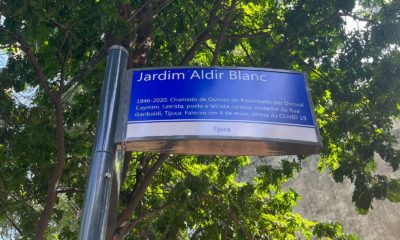 Jardim Aldir Blanc
1946-2020. Chamado de Ourives do Palavreado por Dorival
Caymmi. Letrista, poeta e letrista carioca, morador da Rua
Garibaldi, Tijuca. Faleceu em 4 de maio, vítima da COVID 19
Tijuca